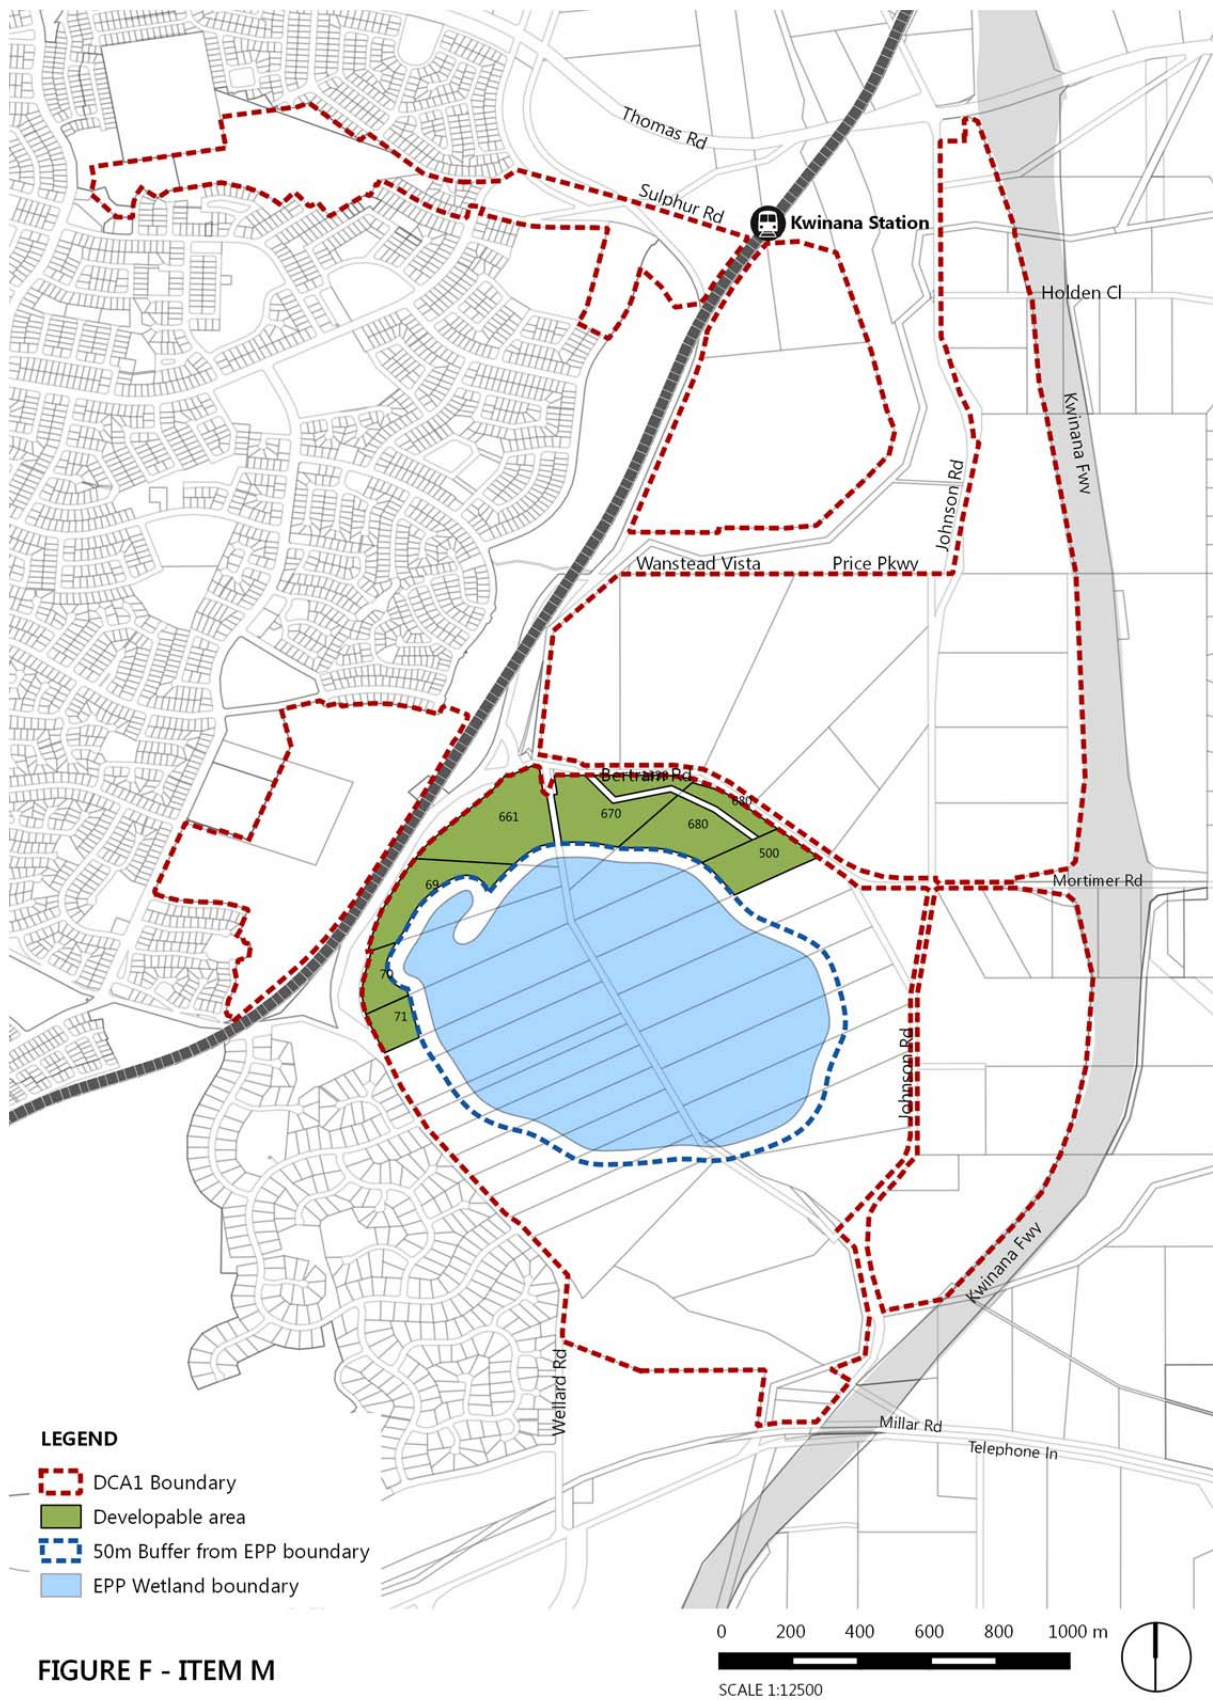 Thomas Rd
Sulphur Rd
Kwinana Station
Holden Cl
Kwinana Fwy
Johnson Rd
Wanstead Vista
Price Pkwy
Bertram Rd
680
661
670
680
500
69
Mortimer Rd
70
71
Johnson Rd
Kwinana Fwy
Wellard Rd
Millar Rd
Telephone ln
LEGEND
DCA1 Boundary
Developable area
50m Buffer from EPP boundary
EPP Wetland boundary
0 200 400 600 800 1000 m
SCALE 1:12500
FIGURE F - ITEM M